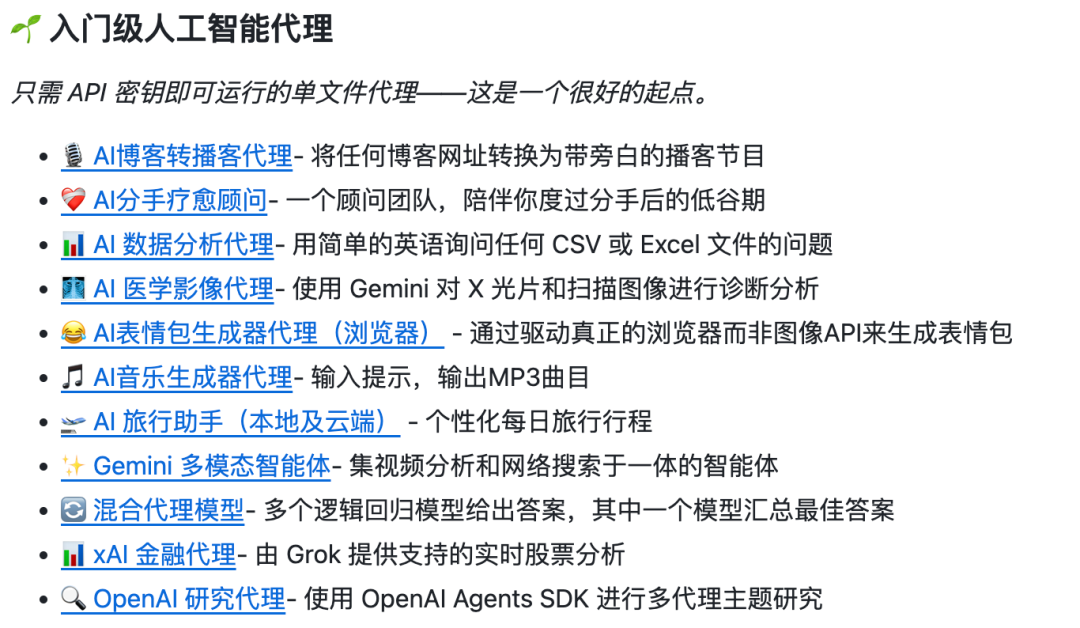 入门级人工智能代理
只需 API 密钥即可运行的单文件代理——这是一个很好的起点。
AI博客转播客代理- 将任何博客网址转换为带旁白的播客节目
AI分手疗愈顾问- 一个顾问团队，陪伴你度过分手后的低谷期
AI 数据分析代理- 用简单的英语询问任何 CSV 或 Excel 文件的问题
AI 医学影像代理- 使用 Gemini 对 X 光片和扫描图像进行诊断分析
AI表情包生成器代理（浏览器） - 通过驱动真正的浏览器而非图像API来生成表情包
AI音乐生成器代理- 输入提示，输出MP3曲目
AI 旅行助手（本地及云端） - 个性化每日旅行行程
Gemini 多模态智能体- 集视频分析和网络搜索于一体的智能体
混合代理模型- 多个逻辑回归模型给出答案，其中一个模型汇总最佳答案
xAI 金融代理- 由 Grok 提供支持的实时股票分析
OpenAI 研究代理- 使用 OpenAI Agents SDK 进行多代理主题研究